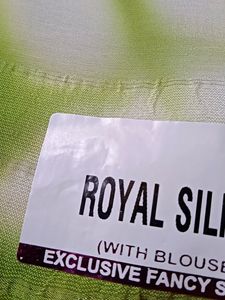 ROYAL SIL
(WITH BLOUSE
EXCLUSIVE FANCY S